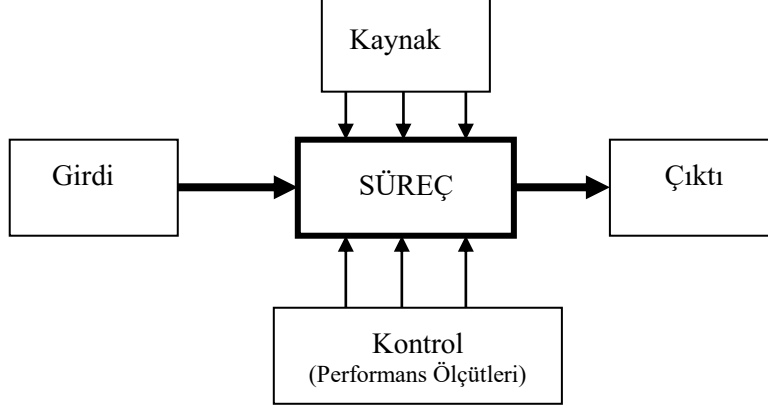 Kaynak
Girdi
SÜREÇ
Çıktı
Kontrol
(Performans Ölçütleri)